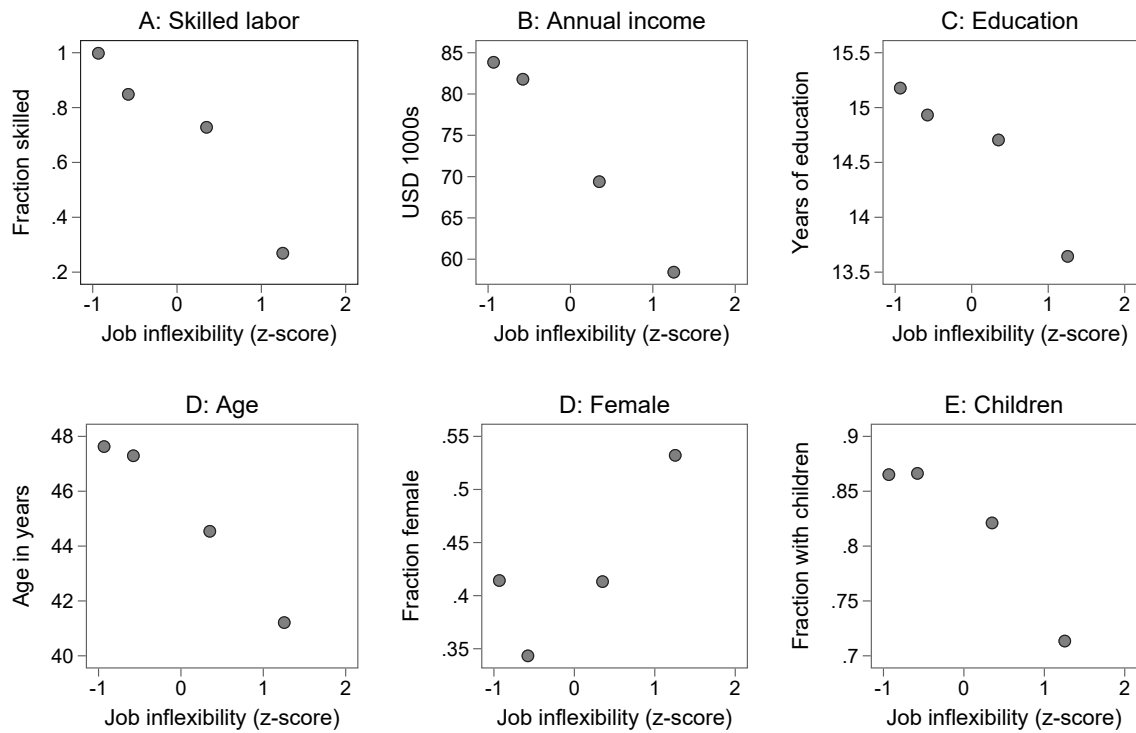 A: Skilled labor
Fraction skilled
1
.8
.6
.4
.2
-1 0 1 2
Job inflexibility (z-score)
B: Annual income
USD 1000s
85
80
75
70
65
60
-1 0 1 2
Job inflexibility (z-score)
C: Education
Years of education
15.5
15
14.5
14
13.5
-1 0 1 2
Job inflexibility (z-score)
D: Age
Age in years
48
46
44
42
40
-1 0 1 2
Job inflexibility (z-score)
D: Female
Fraction female
.55
.5
.45
.4
.35
-1 0 1 2
Job inflexibility (z-score)
E: Children
Fraction with children
.9
.85
.8
.75
.7
-1 0 1 2
Job inflexibility (z-score)